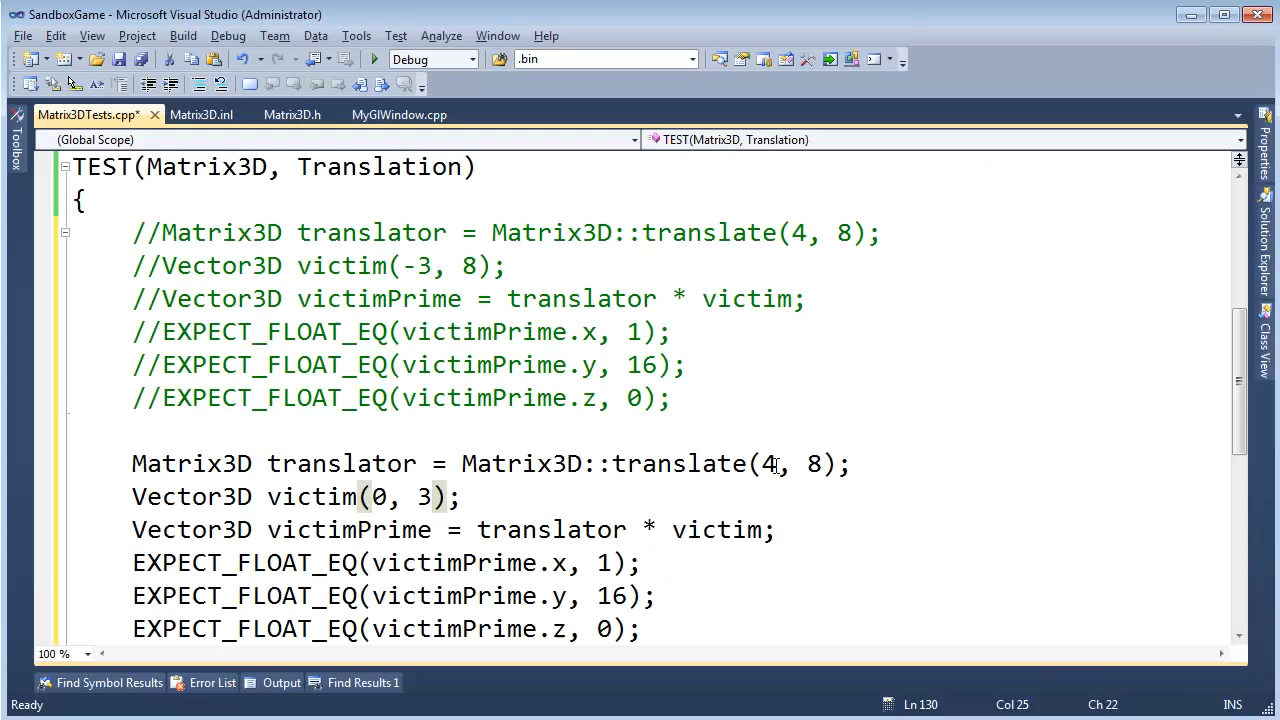 SandboxGame - Microsoft Visual Studio (Administrator)
File Edit View Project Build Debug Team Data Tools Test Analyze Window Help
Debug .bin
Matrix3DTests.cpp* Matrix3D.inl Matrix3D.h MyGlWindow.cpp
(Global Scope) TEST(Matrix3D, Translation)
Toolbox
Properties
Solution Explorer
Class View
TEST(Matrix3D, Translation)
{
//Matrix3D translator = Matrix3D::translate(4, 8);
//Vector3D victim(-3, 8);
//Vector3D victimPrime = translator * victim;
//EXPECT_FLOAT_EQ(victimPrime.x, 1);
//EXPECT_FLOAT_EQ(victimPrime.y, 16);
//EXPECT_FLOAT_EQ(victimPrime.z, 0);
Matrix3D translator = Matrix3D::translate(4, 8);
Vector3D victim(0, 3);
Vector3D victimPrime = translator * victim;
EXPECT_FLOAT_EQ(victimPrime.x, 1);
EXPECT_FLOAT_EQ(victimPrime.y, 16);
EXPECT_FLOAT_EQ(victimPrime.z, 0);
100 %
Find Symbol Results Error List Output Find Results 1
Ready Ln 130 Col 25 Ch 22 INS